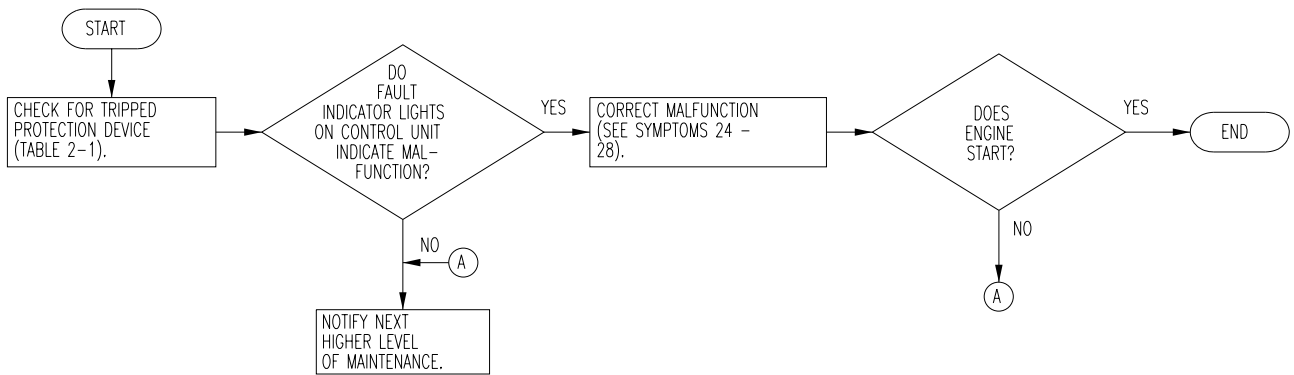 START
CHECK FOR TRIPPED
PROTECTION DEVICE
(TABLE 2-1).
DO
FAULT
INDICATOR LIGHTS
ON CONTROL UNIT
INDICATE MAL-
FUNCTION?
YES
CORRECT MALFUNCTION
(SEE SYMPTOMS 24 -
28).
DOES
ENGINE
START?
YES
END
NO
A
NO
A
NOTIFY NEXT
HIGHER LEVEL
OF MAINTENANCE.